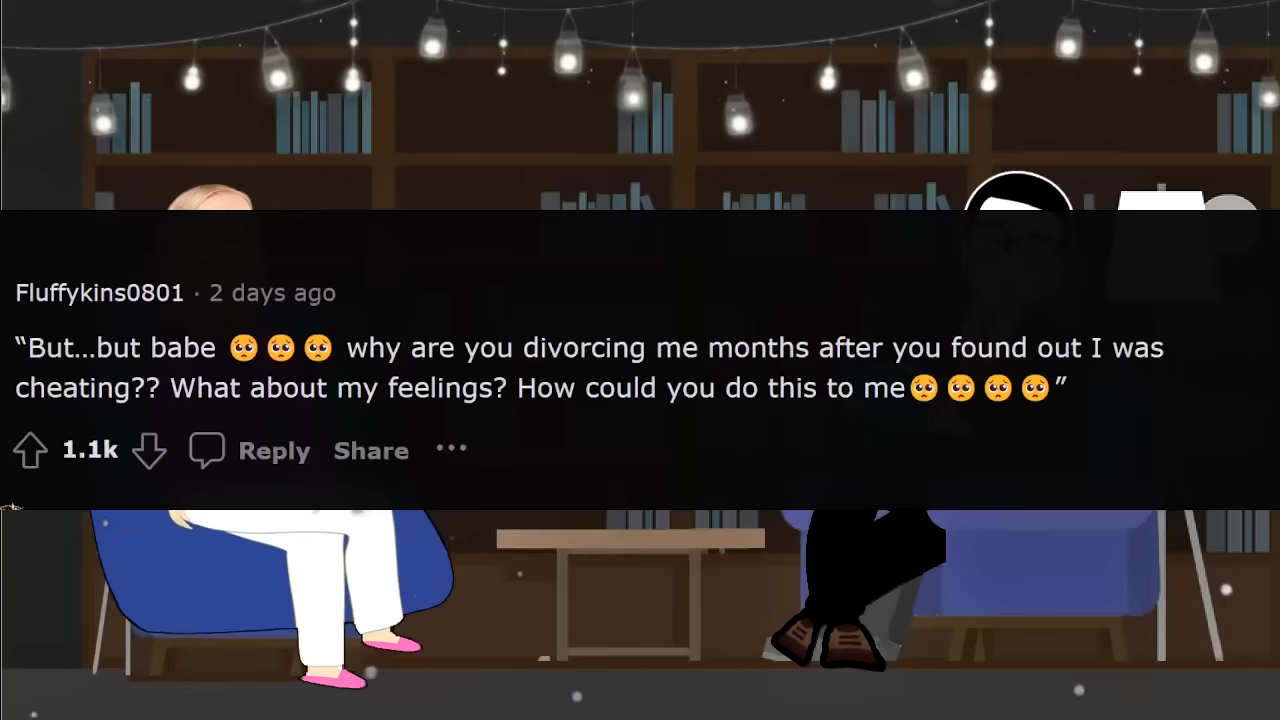 Fluffykins0801 · 2 days ago
“But...but babe 🥺🥺🥺 why are you divorcing me months after you found out I was
cheating?? What about my feelings? How could you do this to me🥺🥺🥺🥺”
1.1k Reply Share ···